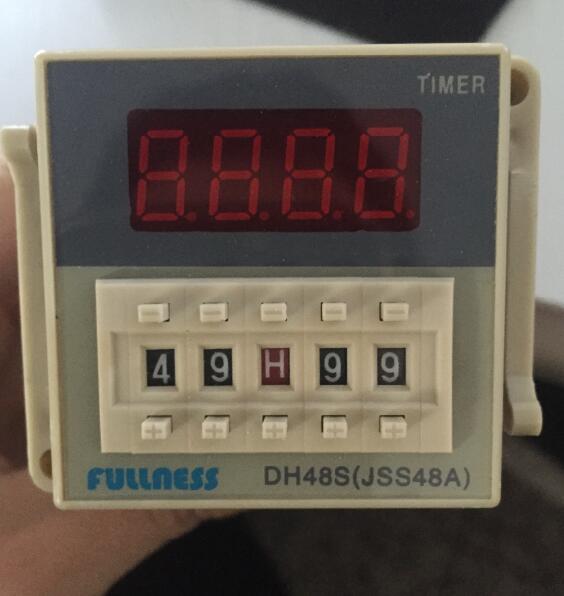 TIMER
8.8.8.8.
4 9 H 9 9
FULLNESS DH48S(JSS48A)